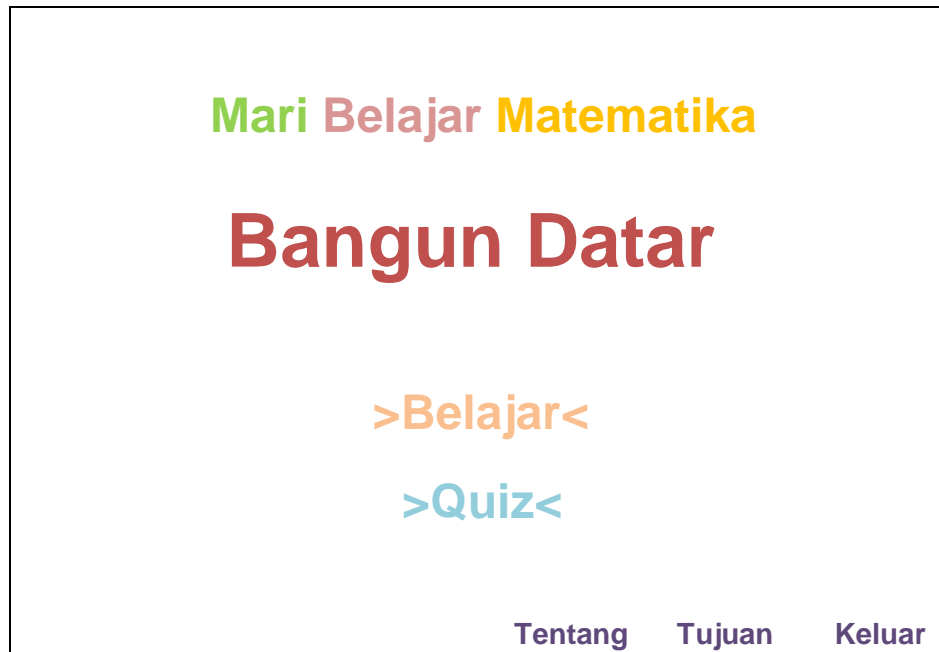 Mari Belajar Matematika
Bangun Datar
>Belajar<
>Quiz<
Tentang Tujuan Keluar